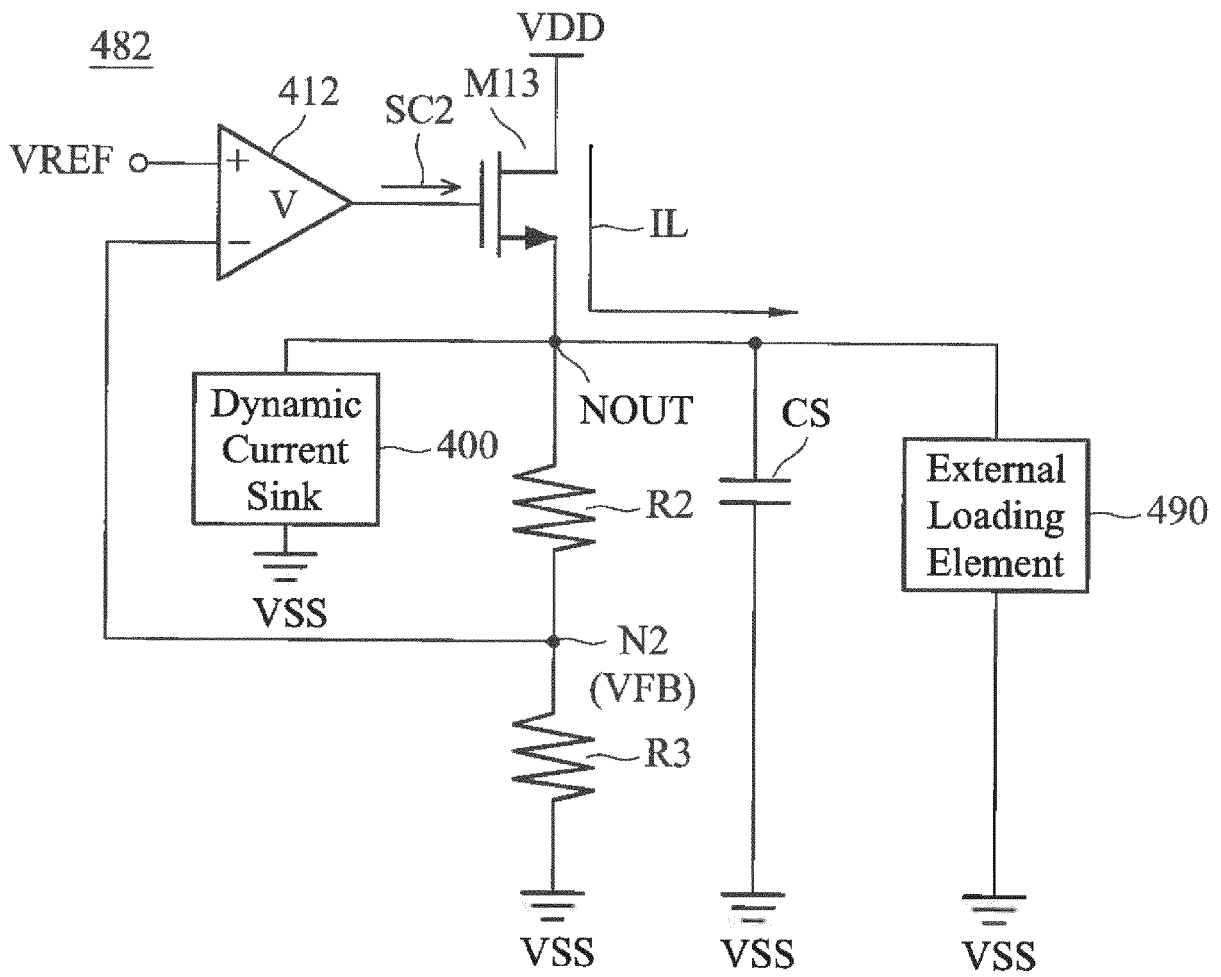 482
VDD
412
SC2
M13
VREF
+
V
−
IL
Dynamic
Current
Sink
400
NOUT
CS
R2
External
Loading
Element
490
VSS
N2
(VFB)
R3
VSS
VSS
VSS